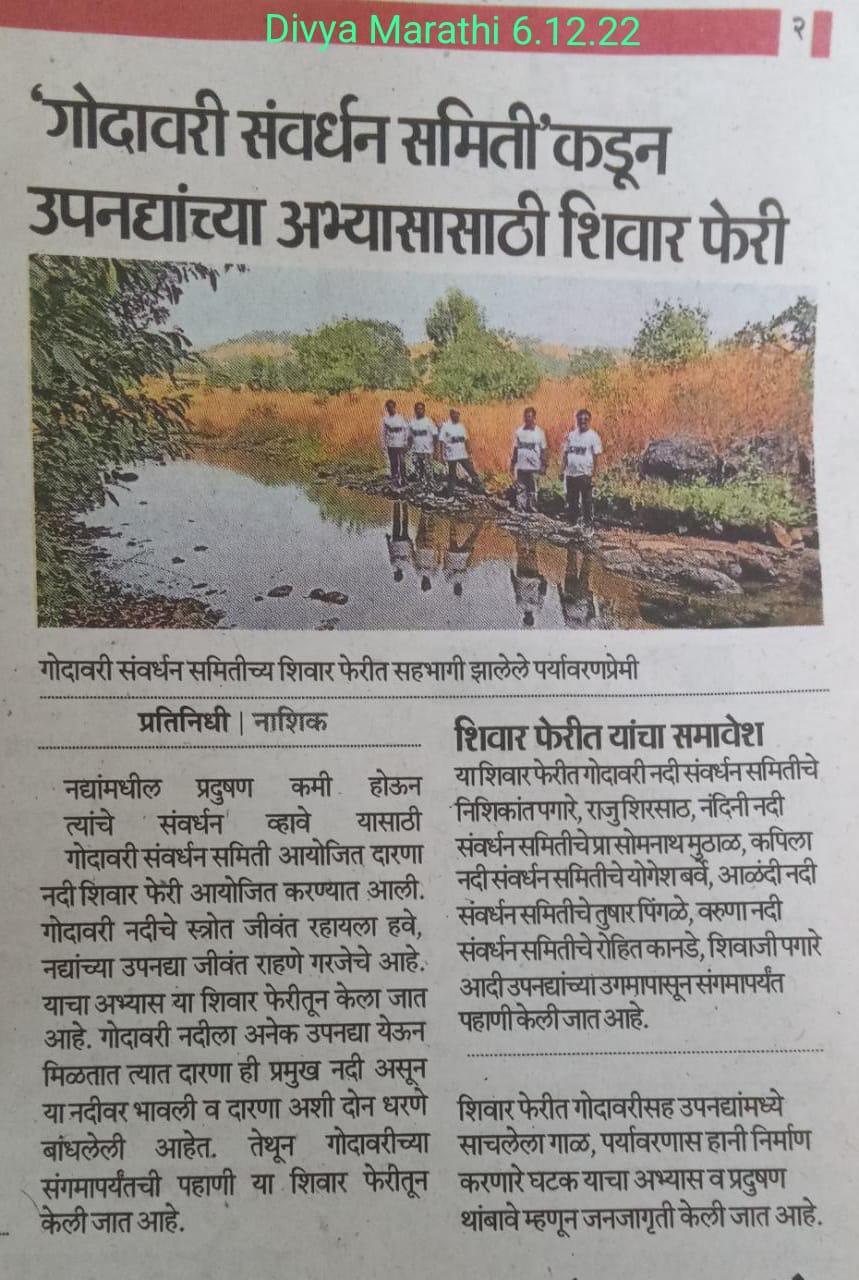 Divya Marathi 6.12.22
२
‘गोदावरी संवर्धन समिती’कडून
उपनद्यांच्या अभ्यासासाठी शिवार फेरी
गोदावरी संवर्धन समितीच्य शिवार फेरीत सहभागी झालेले पर्यावरणप्रेमी
प्रतिनिधी | नाशिक
नद्यांमधील प्रदुषण कमी होऊन
त्यांचे संवर्धन व्हावे यासाठी
गोदावरी संवर्धन समिती आयोजित दारणा
नदी शिवार फेरी आयोजित करण्यात आली.
गोदावरी नदीचे स्त्रोत जीवंत रहायला हवे,
नद्यांच्या उपनद्या जीवंत राहणे गरजेचे आहे.
याचा अभ्यास या शिवार फेरीतून केला जात
आहे. गोदावरी नदीला अनेक उपनद्या येऊन
मिळतात त्यात दारणा ही प्रमुख नदी असून
या नदीवर भावली व दारणा अशी दोन धरणे
बांधलेली आहेत. तेथून गोदावरीच्या
संगमापर्यंतची पहाणी या शिवार फेरीतून
केली जात आहे.
शिवार फेरीत यांचा समावेश
या शिवार फेरीत गोदावरी नदी संवर्धन समितीचे
निशिकांत पगारे, राजु शिरसाठ, नंदिनी नदी
संवर्धन समितीचे प्रा सोमनाथ मुठाळ, कपिला
नदी संवर्धन समितीचे योगेश बर्वे, आळंदी नदी
संवर्धन समितीचे तुषार पिंगळे, वरुणा नदी
संवर्धन समितीचे रोहित कानडे, शिवाजी पगारे
आदी उपनद्यांच्या उगमापासून संगमापर्यंत
पहाणी केली जात आहे.
शिवार फेरीत गोदावरीसह उपनद्यांमध्ये
साचलेला गाळ, पर्यावरणास हानी निर्माण
करणारे घटक याचा अभ्यास व प्रदुषण
थांबावे म्हणून जनजागृती केली जात आहे.